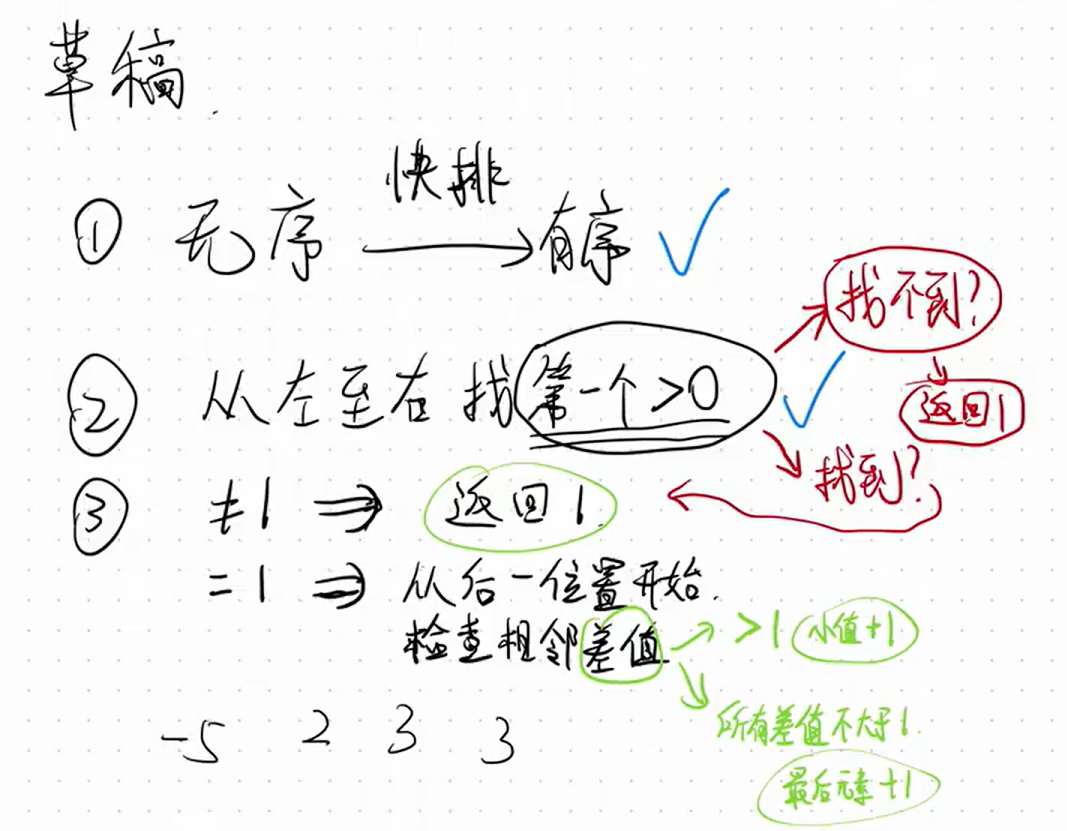 草稿.
① 无序 快排 有序
② 从左至右找第一个>0
找不到?
返回1
找到?
③ ≠1 ⇒ 返回1.
=1 ⇒ 从后一位置开始.
检查相邻差值.
>1 小值+1
所有差值不大于1.
最后元素+1
-5 2 3 3